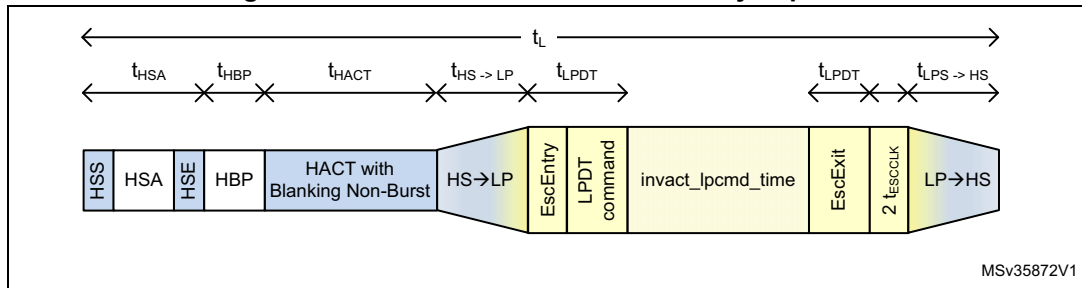 t_L
t_HSA t_HBP t_HACT t_HS -> LP t_LPDT t_LPDT t_LPS -> HS
HSS HSA HSE HBP HACT with Blanking Non-Burst HS→LP EscEntry LPDT command invact_lpcmd_time EscExit 2 t_ESCCLK LP→HS
MSv35872V1